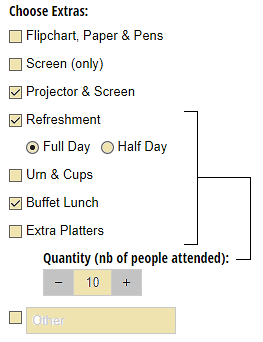 Choose Extras:
Flipchart, Paper & Pens
Screen (only)
Projector & Screen
Refreshment
Full Day Half Day
Urn & Cups
Buffet Lunch
Extra Platters
Quantity (nb of people attended):
− 10 +
Other